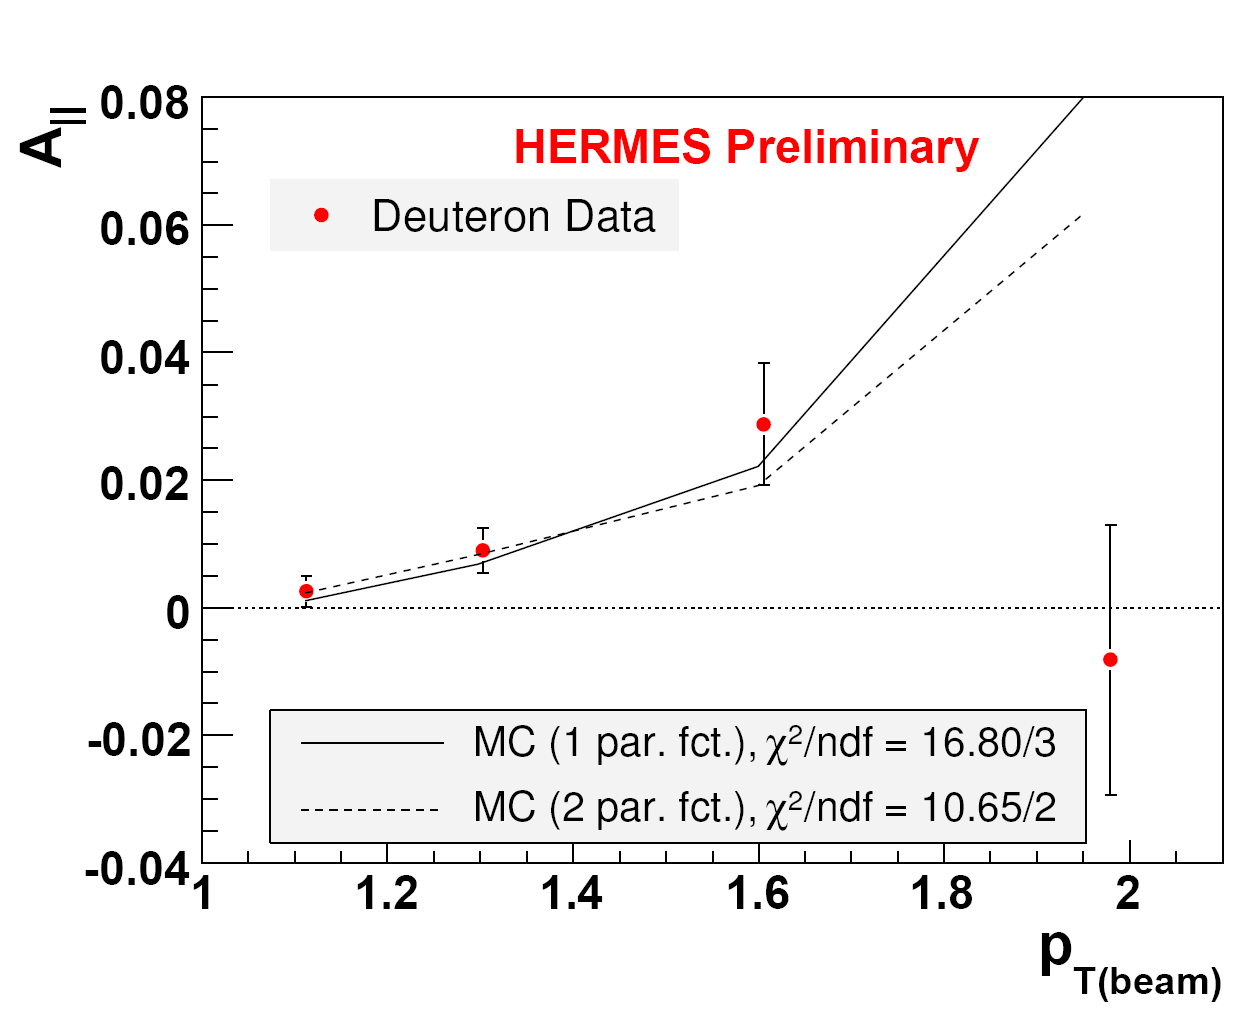 A||
0.08
HERMES Preliminary
Deuteron Data
0.06
0.04
0.02
0
-0.02
-0.04
MC (1 par. fct.), χ²/ndf = 16.80/3
MC (2 par. fct.), χ²/ndf = 10.65/2
1 1.2 1.4 1.6 1.8 2
pT(beam)